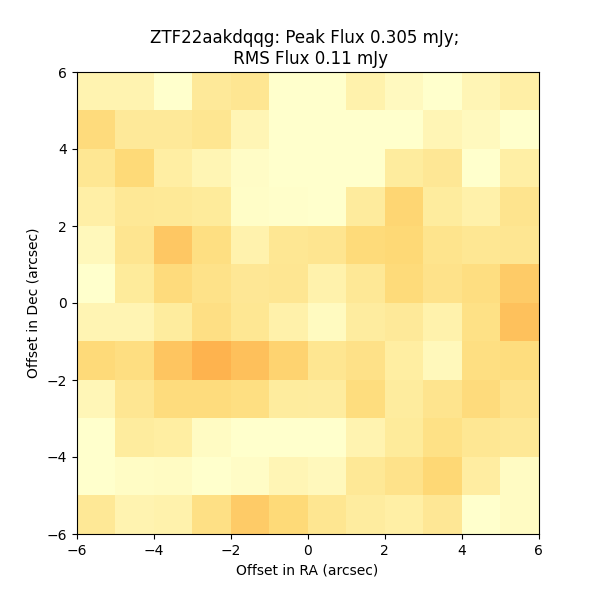 ZTF22aakdqqg: Peak Flux 0.305 mJy;
RMS Flux 0.11 mJy
6
4
2
0
−2
−4
−6
Offset in Dec (arcsec)
−6 −4 −2 0 2 4 6
Offset in RA (arcsec)